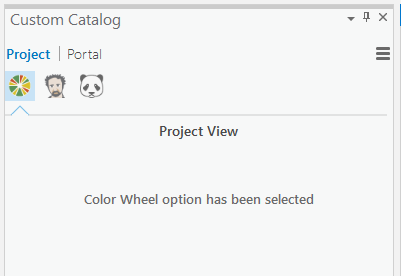 Custom Catalog
Project | Portal
Project View
Color Wheel option has been selected